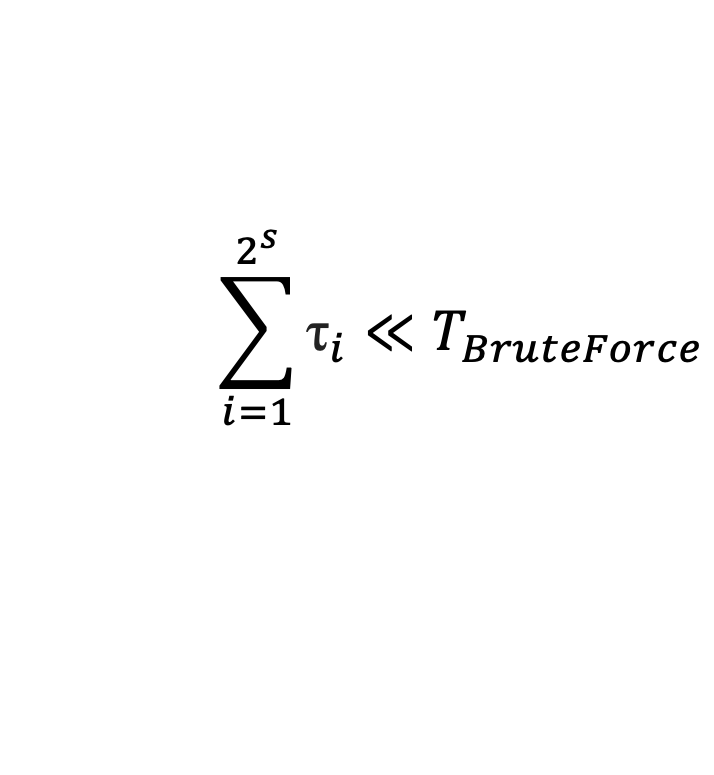 2^s
∑ τ_i ≪ T_BruteForce
i=1